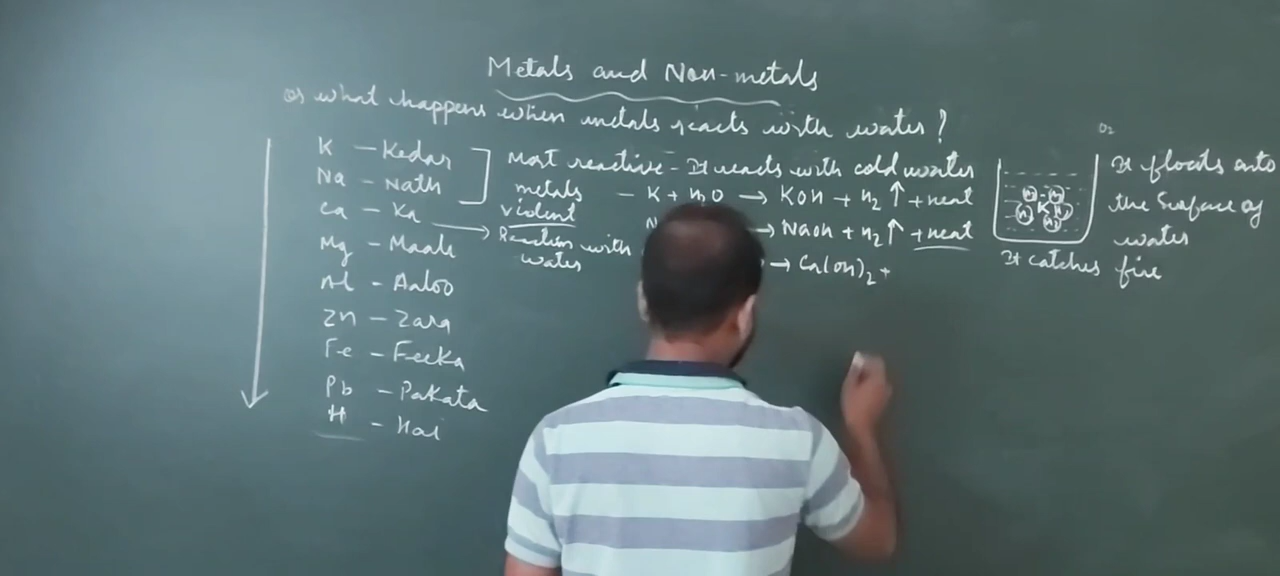 Metals and Non-metals
Q) what happens when metals reacts with water?
K - Kedar
Na - Nath
Ca - Ka
Mg - Maale
Al - Aaloo
Zn - Zara
Fe - Feeka
Pb - Pakata
H - Hai
Most reactive - It reacts with cold water
metals - K + H2O → KOH + H2 ↑ + Heat
violent → NaOH + H2 ↑ + Heat
Reaction with → Ca(OH)2 +
water
O2
It floats onto
the Surface of
water
It catches fire